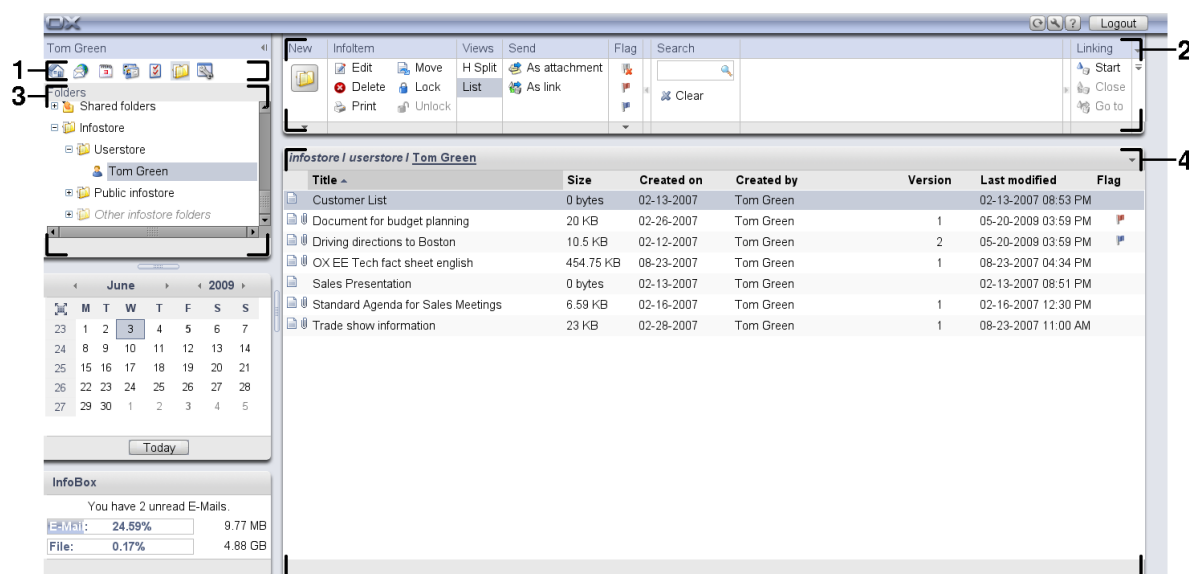 OX
Logout
Tom Green
New InfoItem Views Send Flag Search Linking
Edit Move H Split As attachment Start
Delete Lock List As link Clear Close
Print Unlock Go to
1
2
3
4
Folders
Shared folders
Infostore
Userstore
Tom Green
Public infostore
Other infostore folders
infostore / userstore / Tom Green
Title Size Created on Created by Version Last modified Flag
Customer List 0 bytes 02-13-2007 Tom Green 02-13-2007 08:53 PM
Document for budget planning 20 KB 02-26-2007 Tom Green 1 05-20-2009 03:59 PM
Driving directions to Boston 10.5 KB 02-12-2007 Tom Green 2 05-20-2009 03:59 PM
OX EE Tech fact sheet english 454.75 KB 08-23-2007 Tom Green 1 08-23-2007 04:34 PM
Sales Presentation 0 bytes 02-13-2007 Tom Green 02-13-2007 08:51 PM
Standard Agenda for Sales Meetings 6.59 KB 02-16-2007 Tom Green 1 02-16-2007 12:30 PM
Trade show information 23 KB 02-28-2007 Tom Green 1 08-23-2007 11:00 AM
June 2009
M T W T F S S
23 1 2 3 4 5 6 7
24 8 9 10 11 12 13 14
25 15 16 17 18 19 20 21
26 22 23 24 25 26 27 28
27 29 30 1 2 3 4 5
Today
InfoBox
You have 2 unread E-Mails.
E-Mail: 24.59% 9.77 MB
File: 0.17% 4.88 GB